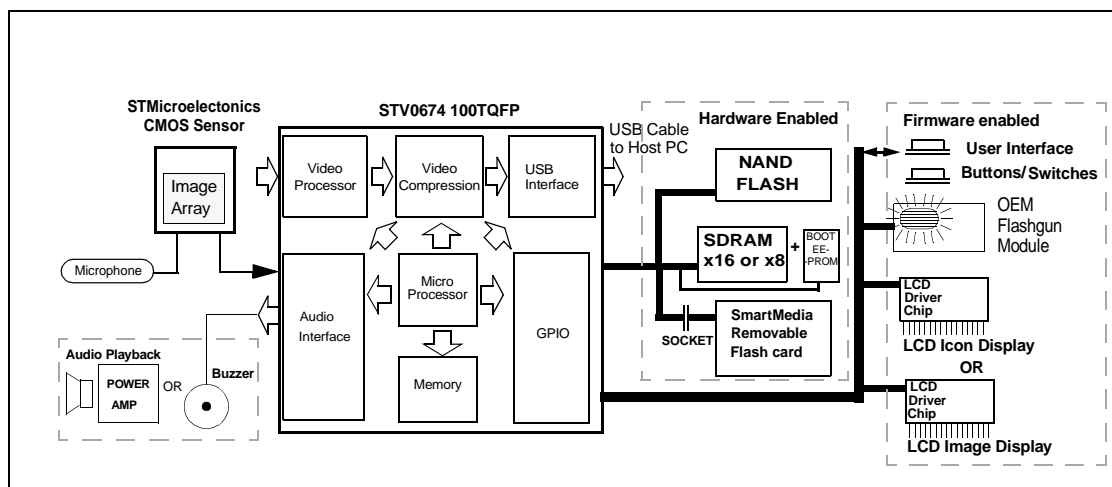 STMicroelectonics
CMOS Sensor
Image
Array
Microphone
Audio Playback
POWER
AMP
OR
Buzzer
STV0674 100TQFP
Video
Processor
Video
Compression
USB
Interface
Audio
Interface
Micro
Processor
Memory
GPIO
USB Cable
to Host PC
Hardware Enabled
NAND
FLASH
SDRAM
x16 or x8
+
BOOT
EE-
-PROM
SOCKET
SmartMedia
Removable
Flash card
Firmware enabled
User Interface
Buttons/Switches
OEM
Flashgun
Module
LCD
Driver
Chip
LCD Icon Display
OR
LCD
Driver
Chip
LCD Image Display